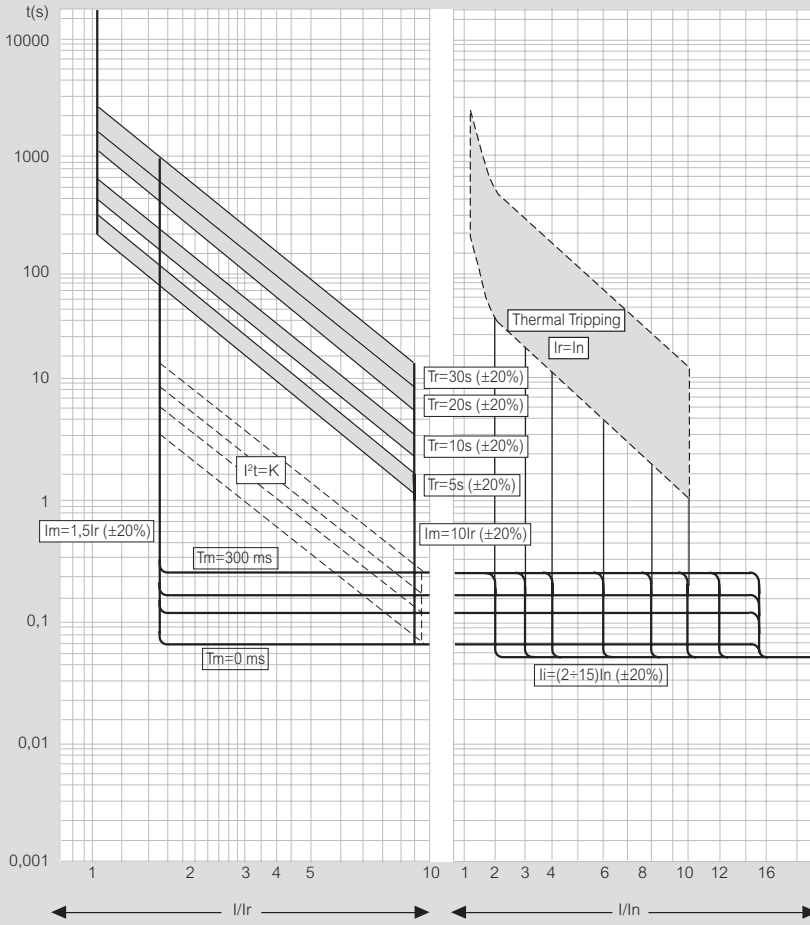 t(s)
10000
1000
100
10
1
0,1
0,01
0,001
Thermal Tripping
Ir=In
Tr=30s (±20%)
Tr=20s (±20%)
Tr=10s (±20%)
Tr=5s (±20%)
I²t=K
Im=1,5Ir (±20%)
Im=10Ir (±20%)
Tm=300 ms
Tm=0 ms
Ii=(2÷15)In (±20%)
1 2 3 4 5 10
1 2 3 4 6 8 10 12 16
I/Ir
I/In